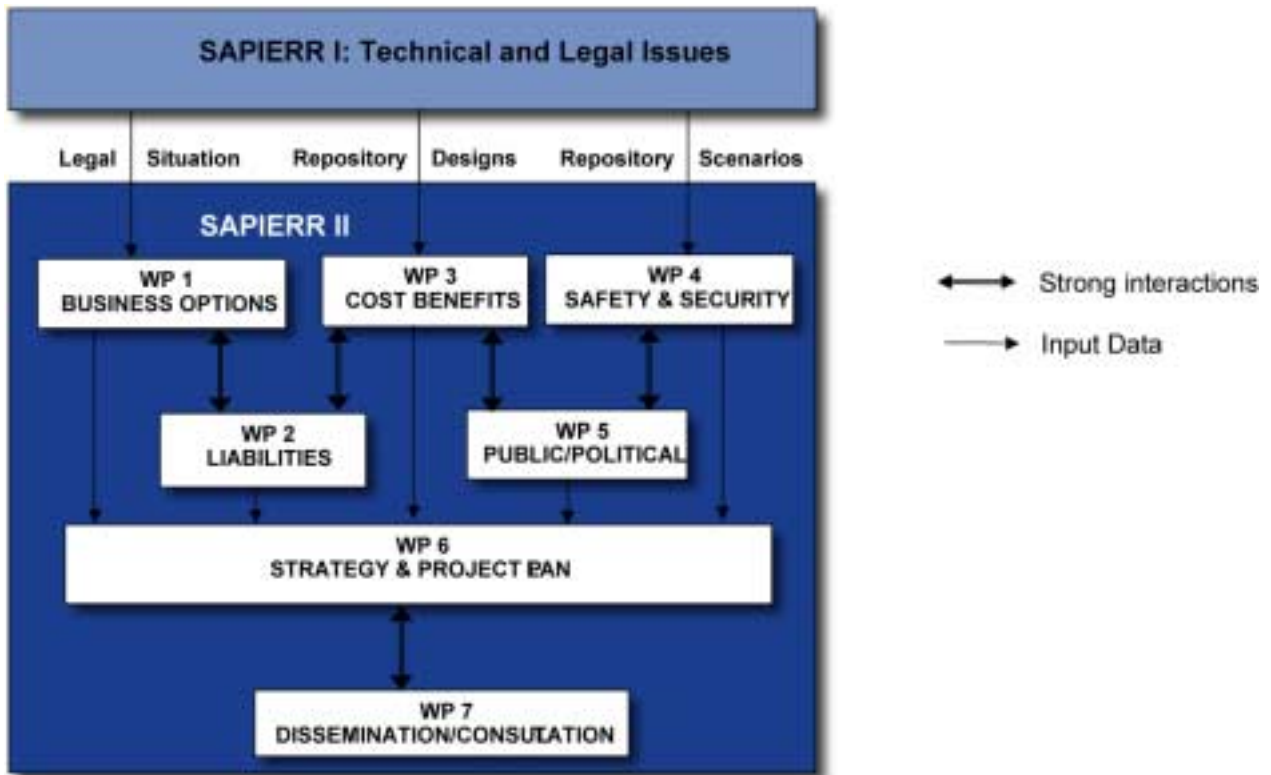 SAPIERR I: Technical and Legal Issues
Legal Situation Repository Designs Repository Scenarios
SAPIERR II
WP 1
BUSINESS OPTIONS
WP 3
COST BENEFITS
WP 4
SAFETY & SECURITY
Strong interactions
Input Data
WP 2
LIABILITIES
WP 5
PUBLIC/POLITICAL
WP 6
STRATEGY & PROJECT PAN
WP 7
DISSEMINATION/CONSUTATION